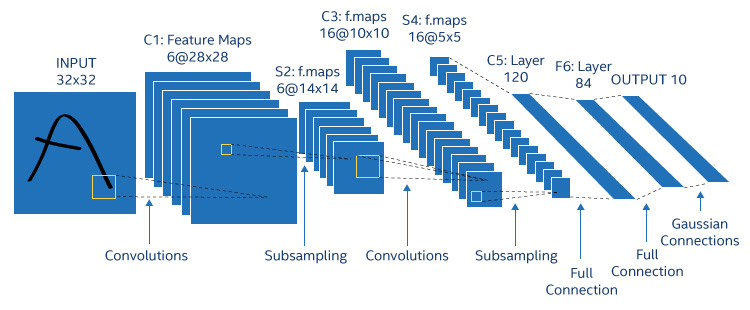 INPUT
32x32
C1: Feature Maps
6@28x28
S2: f.maps
6@14x14
C3: f.maps
16@10x10
S4: f.maps
16@5x5
C5: Layer
120
F6: Layer
84
OUTPUT 10
Convolutions
Subsampling
Convolutions
Subsampling
Full
Connection
Full
Connection
Gaussian
Connections